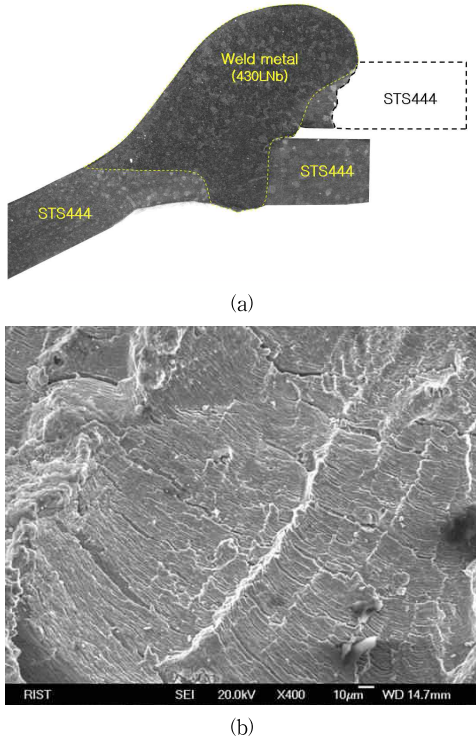 Weld metal
(430LNb)
STS444
STS444
STS444
(a)
RIST SEI 20.0kV X400 10μm WD 14.7mm
(b)